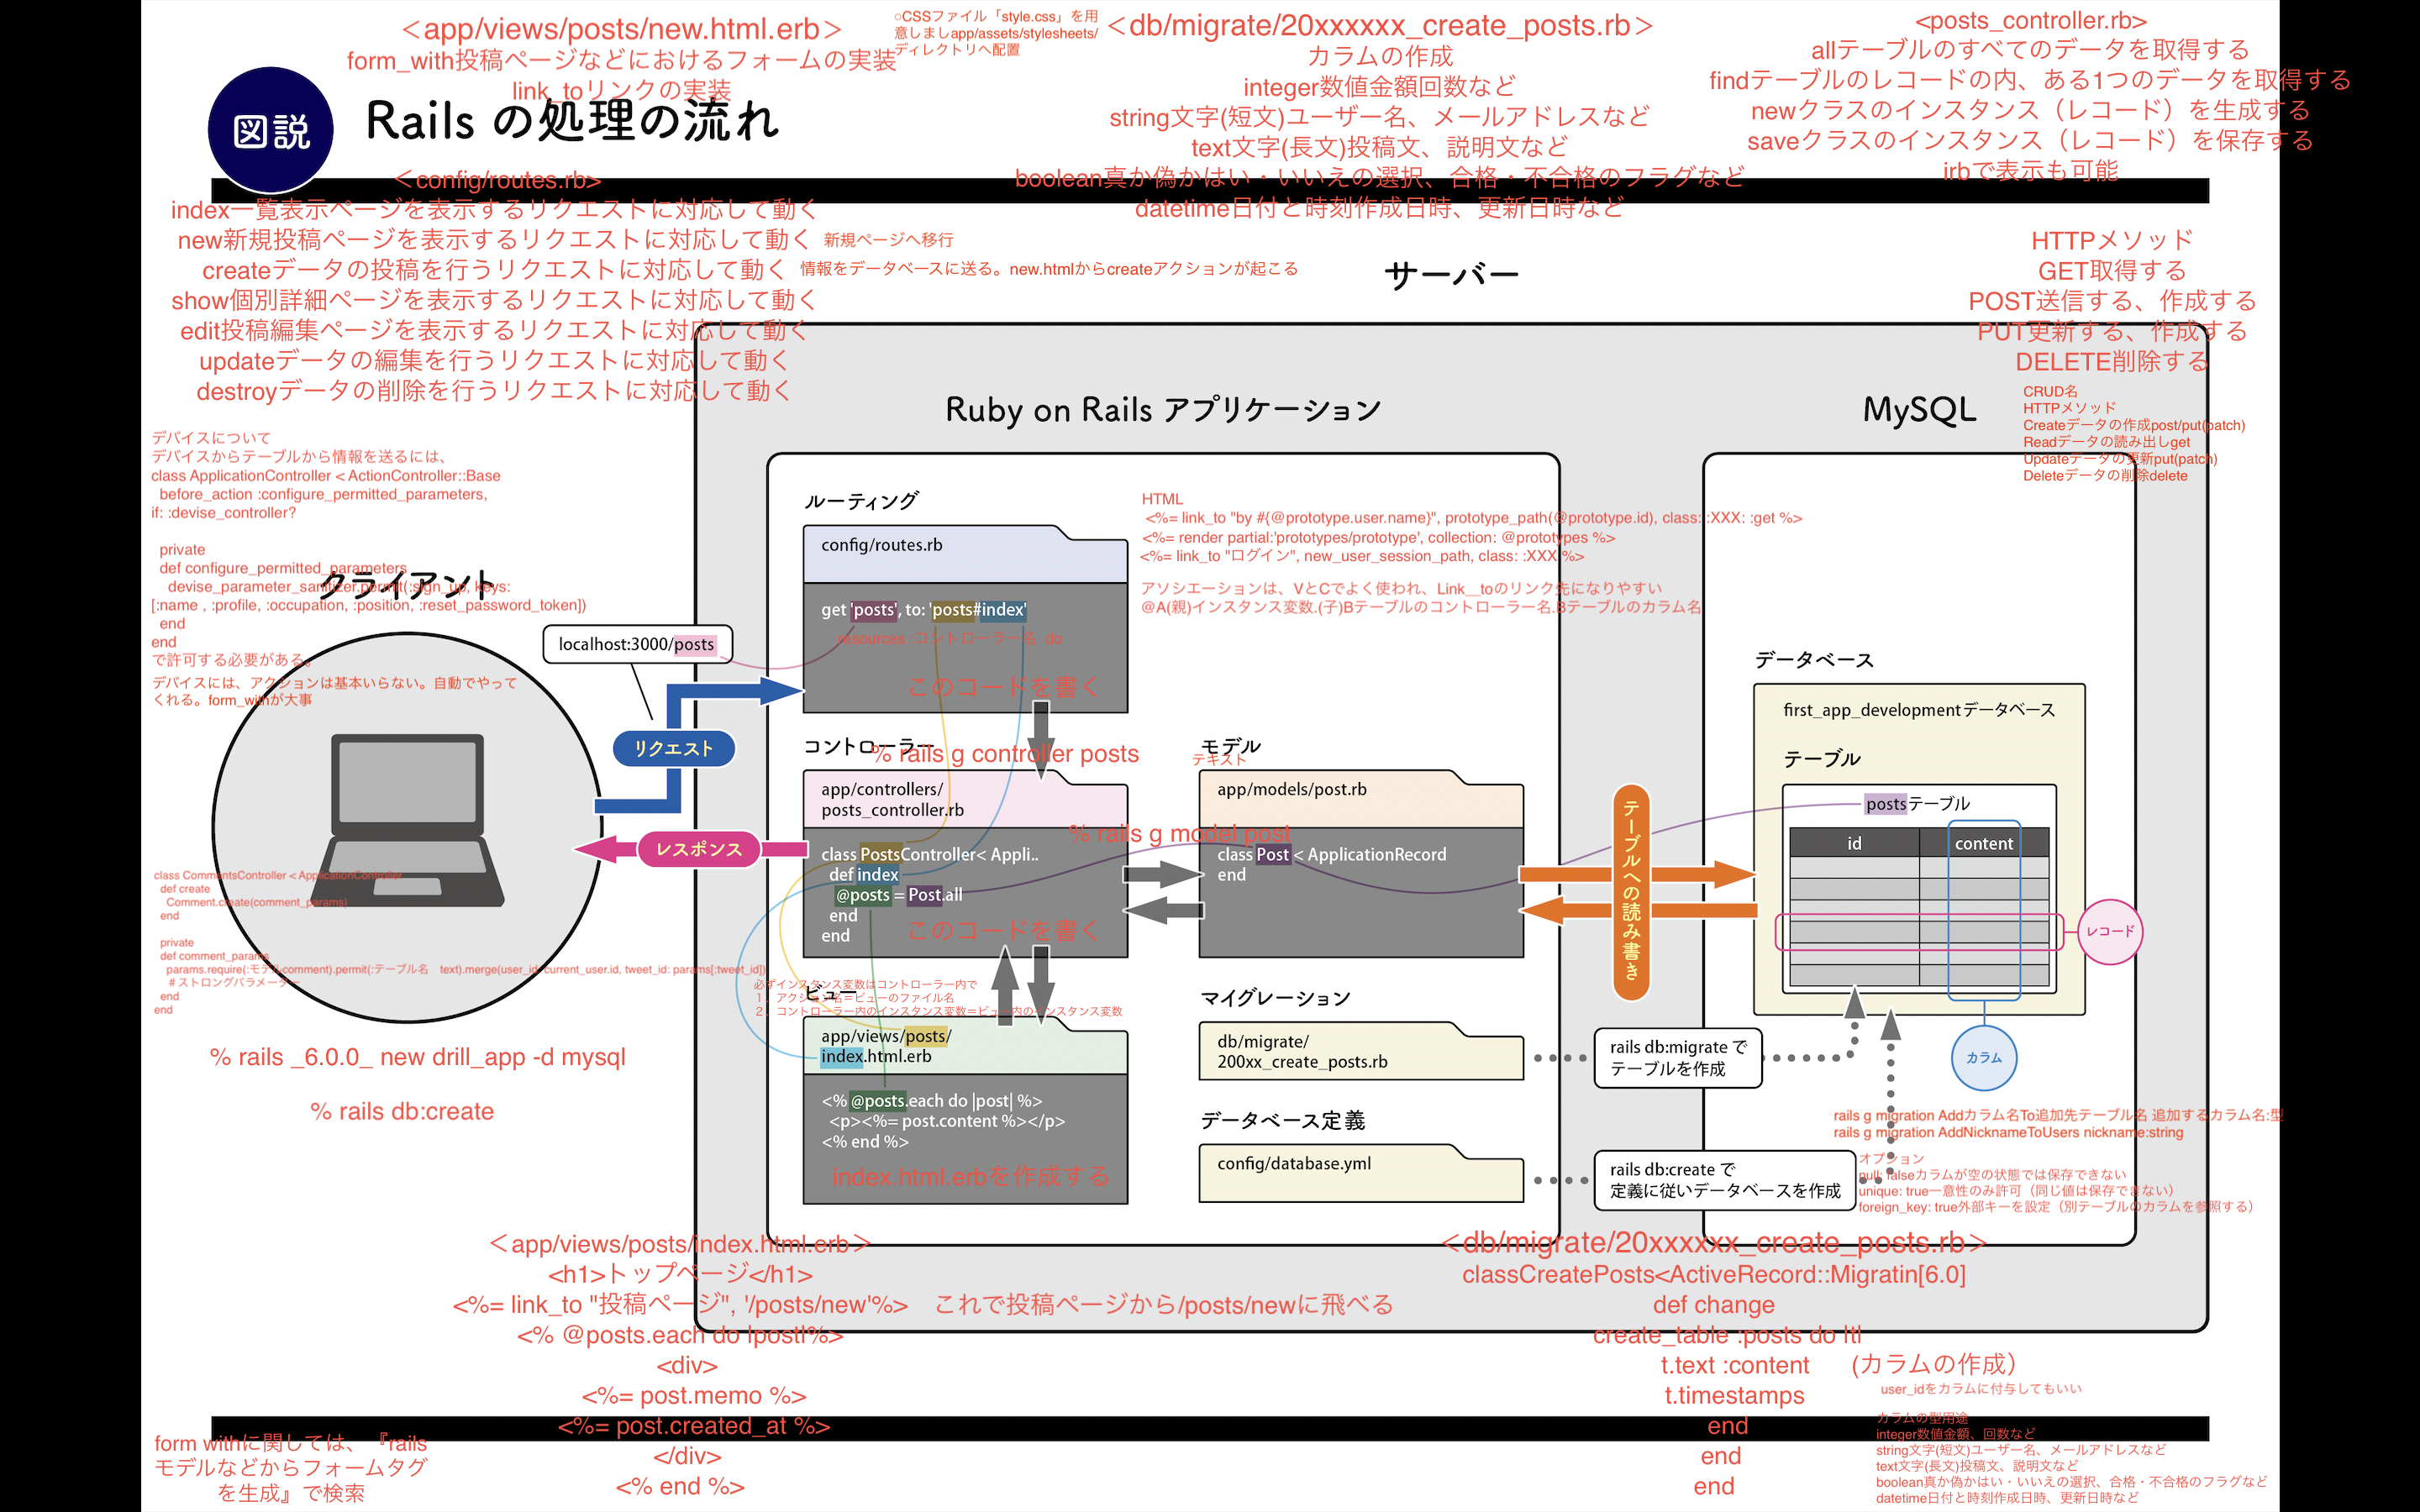 ＜app/views/posts/new.html.erb＞
form_with投稿ページなどにおけるフォームの実装
link_toリンクの実装
○CSSファイル「style.css」を用
意しましapp/assets/stylesheets/
ディレクトリへ配置
＜db/migrate/20xxxxxx_create_posts.rb＞
カラムの作成
integer数値金額回数など
string文字(短文)ユーザー名、メールアドレスなど
text文字(長文)投稿文、説明文など
boolean真か偽かはい・いいえの選択、合格・不合格のフラグなど
datetime日付と時刻作成日時、更新日時など
<posts_controller.rb>
allテーブルのすべてのデータを取得する
findテーブルのレコードの内、ある1つのデータを取得する
newクラスのインスタンス（レコード）を生成する
saveクラスのインスタンス（レコード）を保存する
irbで表示も可能
図説
Rails の処理の流れ
＜config/routes.rb>
index一覧表示ページを表示するリクエストに対応して動く
new新規投稿ページを表示するリクエストに対応して動く
新規ページへ移行
createデータの投稿を行うリクエストに対応して動く
情報をデータベースに送る。new.htmlからcreateアクションが起こる
show個別詳細ページを表示するリクエストに対応して動く
edit投稿編集ページを表示するリクエストに対応して動く
updateデータの編集を行うリクエストに対応して動く
destroyデータの削除を行うリクエストに対応して動く
サーバー
HTTPメソッド
GET取得する
POST送信する、作成する
PUT更新する、作成する
DELETE削除する
CRUD名
HTTPメソッド
Createデータの作成post/put(patch)
Readデータの読み出しget
Updateデータの更新put(patch)
Deleteデータの削除delete
Ruby on Rails アプリケーション
MySQL
デバイスについて
デバイスからテーブルから情報を送るには、
class ApplicationController < ActionController::Base
before_action :configure_permitted_parameters,
if: :devise_controller?
private
def configure_permitted_parameters
devise_parameter_sanitizer.permit(:sign_up, keys:
[:name , :profile, :occupation, :position, :reset_password_token])
end
end
で許可する必要がある。
デバイスには、アクションは基本いらない。自動でやって
くれる。form_withが大事
クライアント
localhost:3000/posts
リクエスト
レスポンス
class CommentsController < ApplicationController
def create
Comment.create(comment_params)
end
private
def comment_params
params.require(:モデルcomment).permit(:テーブル名 text).merge(user_id: current_user.id, tweet_id: params[:tweet_id])
# ストロングパラメーター
end
end
% rails _6.0.0_ new drill_app -d mysql
% rails db:create
ルーティング
config/routes.rb
get 'posts', to: 'posts#index'
resources :コントローラー名 do
このコードを書く
HTML
<%= link_to "by #{@prototype.user.name}", prototype_path(@prototype.id), class: :XXX: :get %>
<%= render partial:'prototypes/prototype', collection: @prototypes %>
<%= link_to "ログイン", new_user_session_path, class: :XXX %>
アソシエーションは、VとCでよく使われ、Link__toのリンク先になりやすい
@A(親)インスタンス変数.(子)Bテーブルのコントローラー名.Bテーブルのカラム名
コントローラー
% rails g controller posts
app/controllers/
posts_controller.rb
class PostsController< Appli..
def index
@posts = Post.all
end
end
このコードを書く
モデル
テキスト
app/models/post.rb
% rails g model post
class Post < ApplicationRecord
end
テーブルへの読み書き
データベース
first_app_developmentデータベース
テーブル
postsテーブル
id content
レコード
カラム
必ずインスタンス変数はコントローラー内で
１．アクション名＝ビューのファイル名
２．コントローラー内のインスタンス変数＝ビュー内のインスタンス変数
ビュー
app/views/posts/
index.html.erb
<% @posts.each do |post| %>
<p><%= post.content %></p>
<% end %>
index.html.erbを作成する
マイグレーション
db/migrate/
200xx_create_posts.rb
rails db:migrate で
テーブルを作成
データベース定義
config/database.yml
rails db:create で
定義に従いデータベースを作成
rails g migration Addカラム名To追加先テーブル名 追加するカラム名:型
rails g migration AddNicknameToUsers nickname:string
オプション
null: falseカラムが空の状態では保存できない
unique: true一意性のみ許可（同じ値は保存できない）
foreign_key: true外部キーを設定（別テーブルのカラムを参照する）
＜app/views/posts/index.html.erb＞
<h1>トップページ</h1>
<%= link_to "投稿ページ", '/posts/new'%> これで投稿ページから/posts/newに飛べる
<% @posts.each do |post|%>
<div>
<%= post.memo %>
<%= post.created_at %>
</div>
<% end %>
＜db/migrate/20xxxxxx_create_posts.rb＞
classCreatePosts<ActiveRecord::Migratin[6.0]
def change
create_table :posts do |t|
t.text :content (カラムの作成）
user_idをカラムに付与してもいい
t.timestamps
end
end
end
カラムの型用途
integer数値金額、回数など
string文字(短文)ユーザー名、メールアドレスなど
text文字(長文)投稿文、説明文など
boolean真か偽かはい・いいえの選択、合格・不合格のフラグなど
datetime日付と時刻作成日時、更新日時など
form withに関しては、『rails
モデルなどからフォームタグ
を生成』で検索